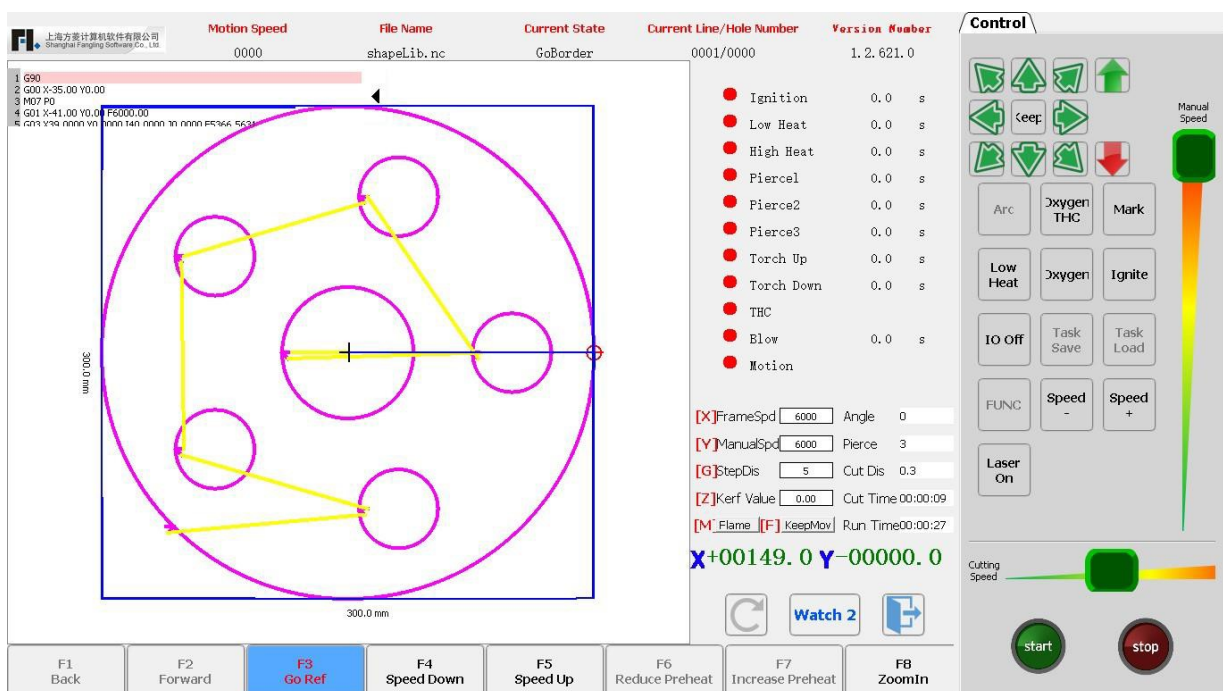 上海方菱计算机软件有限公司
Shanghai Fangling Software Co., Ltd.
Motion Speed File Name Current State Current Line/Hole Number Version Number
0000 shapeLib.nc GoBorder 0001/0000 1.2.621.0
Control
1 G90
2 G00 X-35.00 Y0.00
3 M07 P0
4 G01 X-41.00 Y0.00 F6000.00
300.0 mm
300.0 mm
Ignition 0.0 s
Low Heat 0.0 s
High Heat 0.0 s
Pierce1 0.0 s
Pierce2 0.0 s
Pierce3 0.0 s
Torch Up 0.0 s
Torch Down 0.0 s
THC
Blow 0.0 s
Motion
[X]FrameSpd 6000 Angle 0
[Y]ManualSpd 6000 Pierce 3
[G]StepDis 5 Cut Dis 0.3
[Z]Kerf Value 0.00 Cut Time 00:00:09
[M Flame [F] KeepMov Run Time00:00:27
X+00149.0 Y-00000.0
Watch 2
Keep
Manual
Speed
Arc Oxygen THC Mark
Low Heat Oxygen Ignite
IO Off Task Save Task Load
FUNC Speed - Speed +
Laser On
Cutting
Speed
start stop
F1 F2 F3 F4 F5 F6 F7 F8
Back Forward Go Ref Speed Down Speed Up Reduce Preheat Increase Preheat ZoomIn